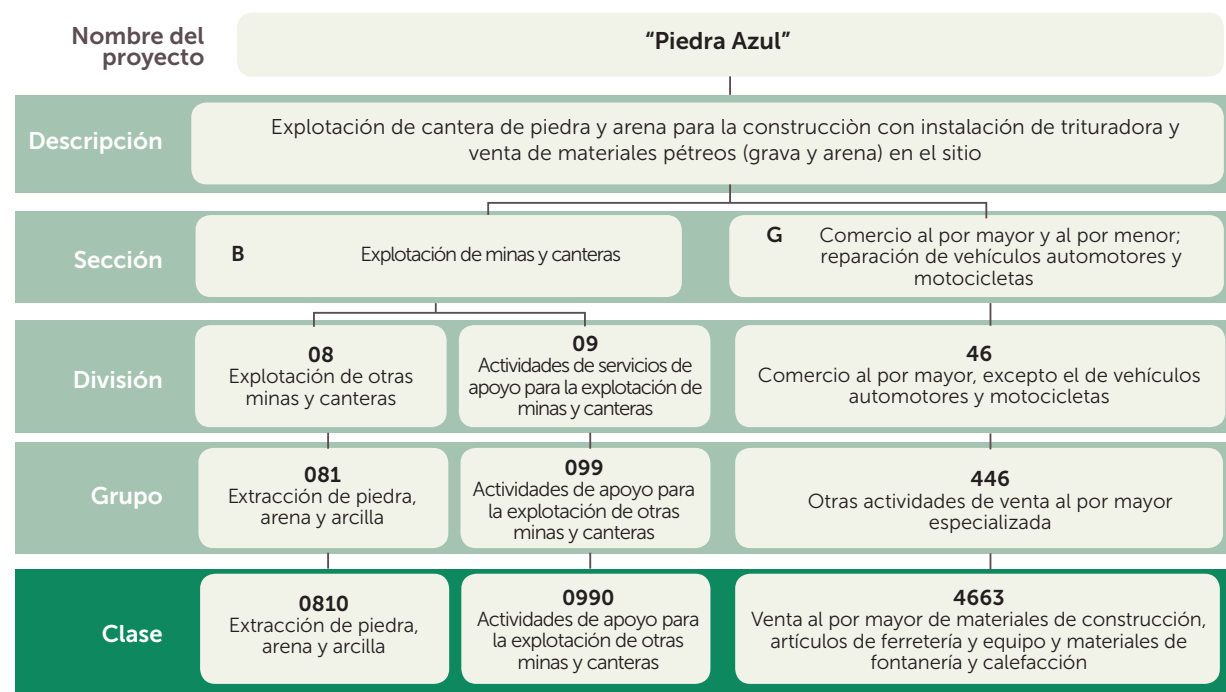 Nombre del
proyecto
“Piedra Azul”
Descripción
Explotación de cantera de piedra y arena para la construcciòn con instalación de trituradora y
venta de materiales pétreos (grava y arena) en el sitio
Sección
B Explotación de minas y canteras
G Comercio al por mayor y al por menor;
reparación de vehículos automotores y
motocicletas
División
08
Explotación de otras
minas y canteras
09
Actividades de servicios de
apoyo para la explotación de
minas y canteras
46
Comercio al por mayor, excepto el de vehículos
automotores y motocicletas
Grupo
081
Extracción de piedra,
arena y arcilla
099
Actividades de apoyo para
la explotación de otras
minas y canteras
446
Otras actividades de venta al por mayor
especializada
Clase
0810
Extracción de piedra,
arena y arcilla
0990
Actividades de apoyo para
la explotación de otras
minas y canteras
4663
Venta al por mayor de materiales de construcción,
artículos de ferretería y equipo y materiales de
fontanería y calefacción